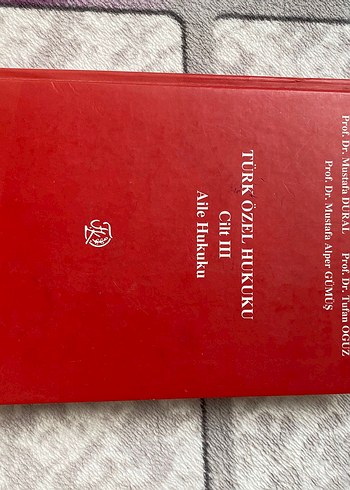 Prof. Dr. Mustafa DURAL Prof. Dr. Tufan OĞUZ
Prof. Dr. Mustafa Alper GÜMÜŞ
TÜRK ÖZEL HUKUKU
Cilt III
Aile Hukuku